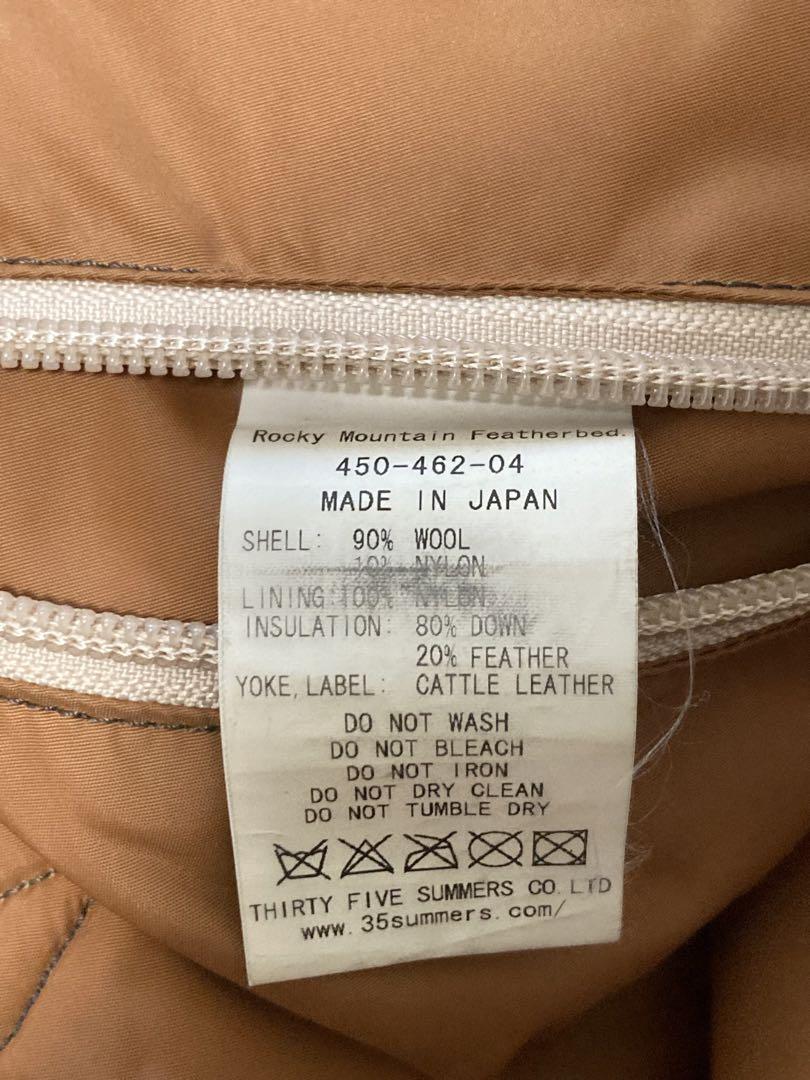 Rocky Mountain Featherbed.
450-462-04
MADE IN JAPAN
SHELL: 90% WOOL
10% NYLON
LINING:100% NYLON
INSULATION: 80% DOWN
20% FEATHER
YOKE, LABEL: CATTLE LEATHER
DO NOT WASH
DO NOT BLEACH
DO NOT IRON
DO NOT DRY CLEAN
DO NOT TUMBLE DRY
THIRTY FIVE SUMMERS CO.LTD
www.35summers.com/